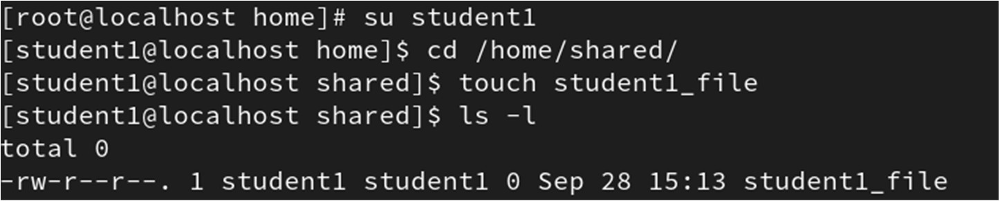 [root@localhost home]# su student1
[student1@localhost home]$ cd /home/shared/
[student1@localhost shared]$ touch student1_file
[student1@localhost shared]$ ls -l
total 0
-rw-r--r--. 1 student1 student1 0 Sep 28 15:13 student1_file